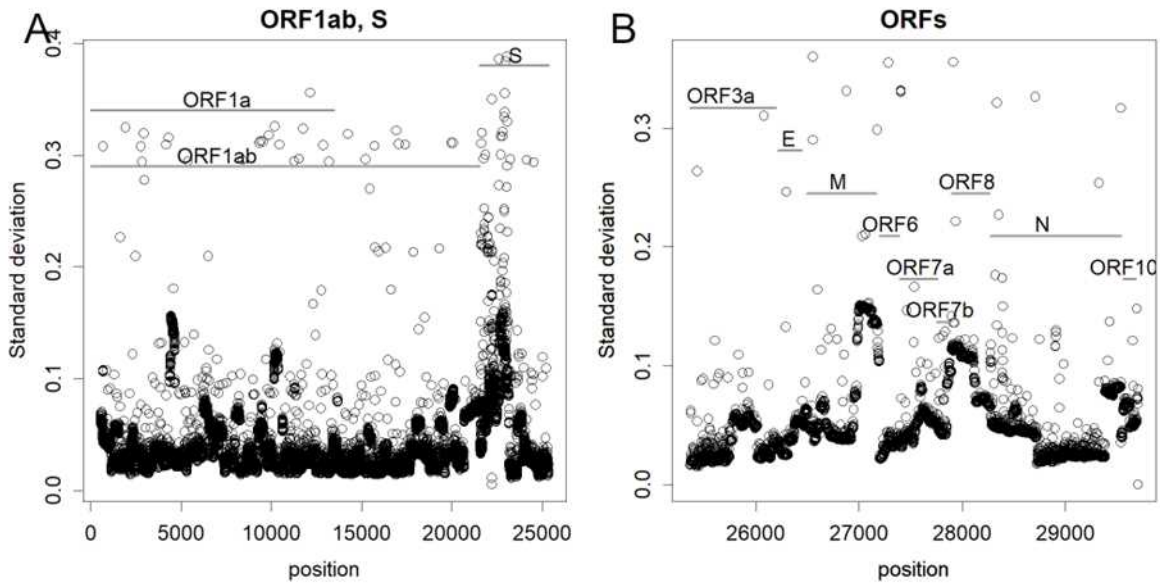 A
ORF1ab, S
Standard deviation
0.4
0.3
0.2
0.1
0.0
S
ORF1a
ORF1ab
0
5000
10000
15000
20000
25000
position
B
ORFs
Standard deviation
0.3
0.2
0.1
0.0
ORF3a
E
M
ORF8
ORF6
N
ORF7a
ORF10
ORF7b
26000
27000
28000
29000
position